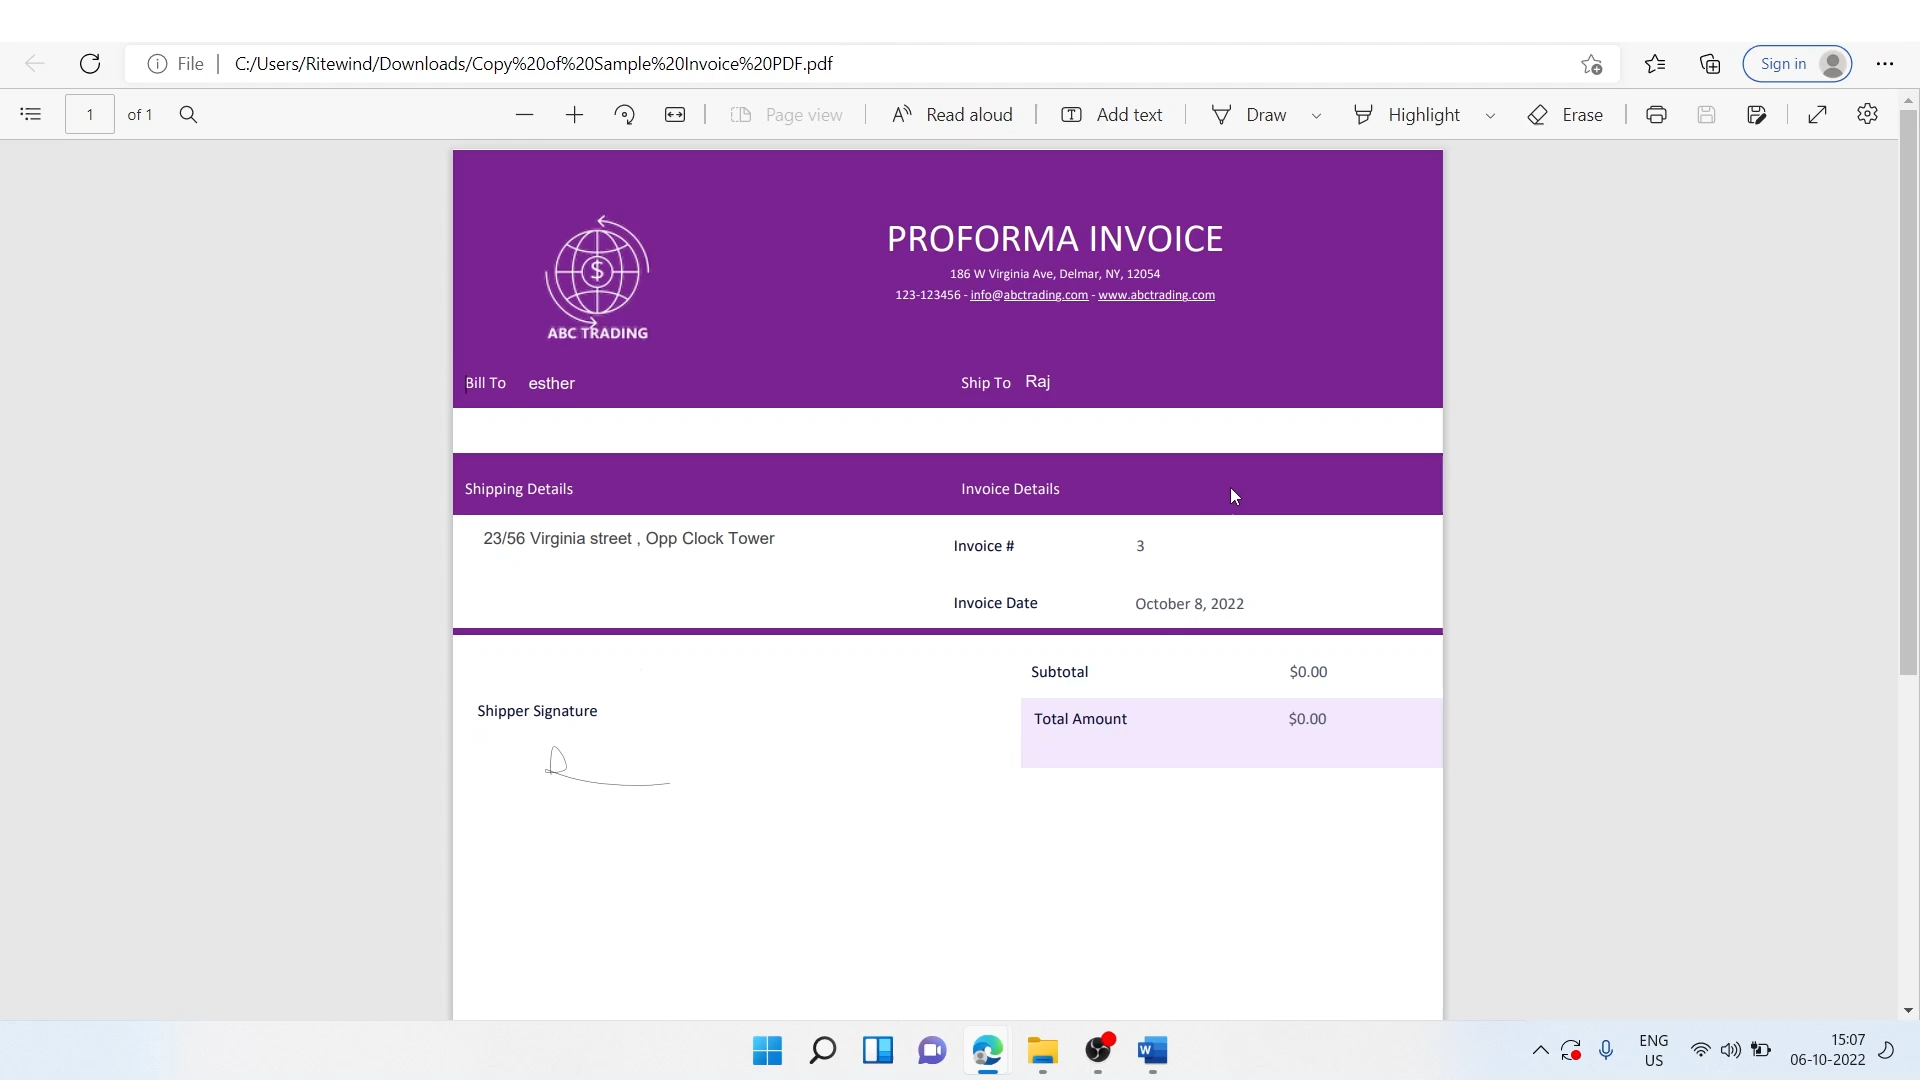 File | C:/Users/Ritewind/Downloads/Copy%20of%20Sample%20Invoice%20PDF.pdf
Sign in
1 of 1
Page view
Read aloud
Add text
Draw
Highlight
Erase
PROFORMA INVOICE
186 W Virginia Ave, Delmar, NY, 12054
123-123456 - info@abctrading.com - www.abctrading.com
$
ABC TRADING
Bill To esther
Ship To Raj
Shipping Details
Invoice Details
23/56 Virginia street , Opp Clock Tower
Invoice # 3
Invoice Date October 8, 2022
Subtotal $0.00
Shipper Signature
Total Amount $0.00
W
ENG
US
15:07
06-10-2022